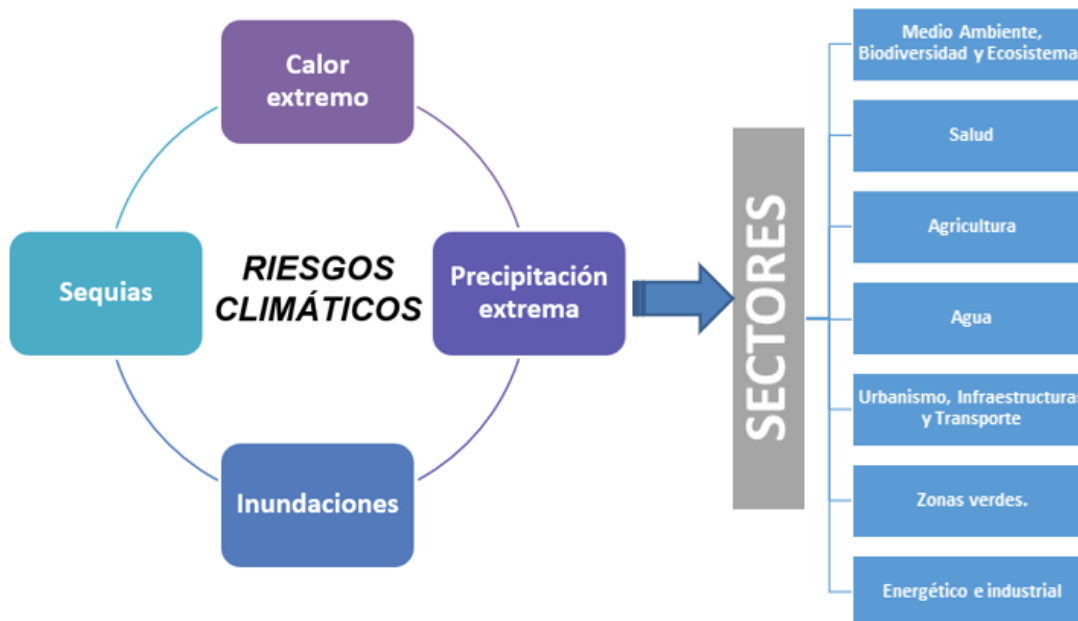 Calor
extremo
Sequias
RIESGOS
CLIMÁTICOS
Precipitación
extrema
Inundaciones
SECTORES
Medio Ambiente,
Biodiversidad y Ecosistema
Salud
Agricultura
Agua
Urbanismo, Infraestructuras
y Transporte
Zonas verdes.
Energético e industrial